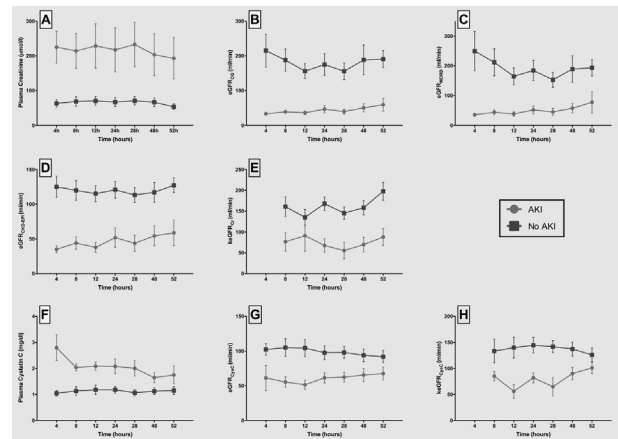 A
Plasma Creatinine (umol/l)
300
200
100
0
4h 8h 12h 24h 28h 48h 52h
Time (hours)
B
eGFRCG (ml/min)
300
200
100
0
4 8 12 24 28 48 52
Time (hours)
C
eGFRMDRD (ml/min)
300
200
100
0
4 8 12 24 28 48 52
Time (hours)
D
eGFRCKD-EPI (ml/min)
150
100
50
0
4 8 12 24 28 48 52
Time (hours)
E
keGFRCr (ml/min)
250
200
150
100
50
0
4 8 12 24 28 48 52
Time (hours)
AKI
No AKI
F
Plasma Cystatin C (mg/dl)
4
3
2
1
0
4 8 12 24 28 48 52
Time (hours)
G
eGFRCysC (ml/min)
150
100
50
0
4 8 12 24 28 48 52
Time (hours)
H
keGFRCysC (ml/min)
200
150
100
50
0
4 8 12 24 28 48 52
Time (hours)